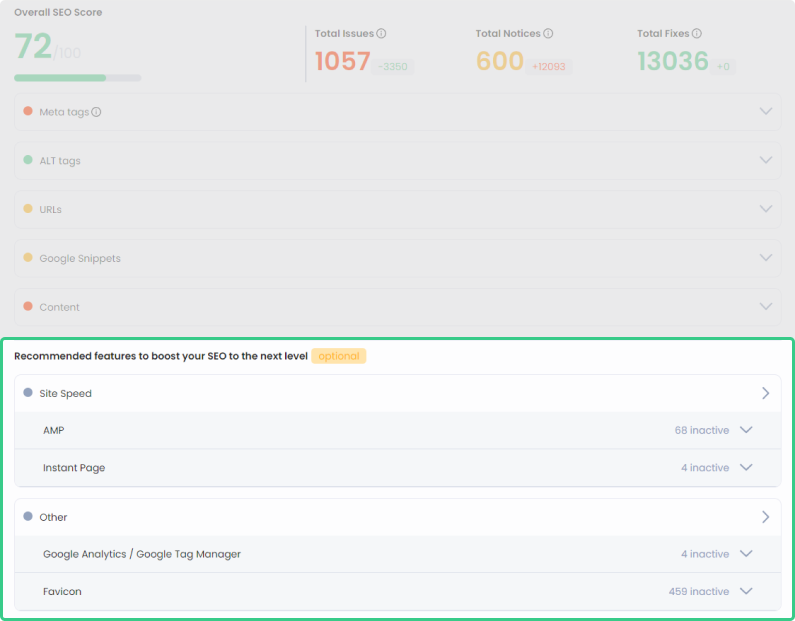 Overall SEO Score
72/100
Total Issues
1057 -3350
Total Notices
600 +12093
Total Fixes
13036 +0
Meta tags
ALT tags
URLs
Google Snippets
Content
Recommended features to boost your SEO to the next level optional
Site Speed
AMP 68 inactive
Instant Page 4 inactive
Other
Google Analytics / Google Tag Manager 4 inactive
Favicon 459 inactive